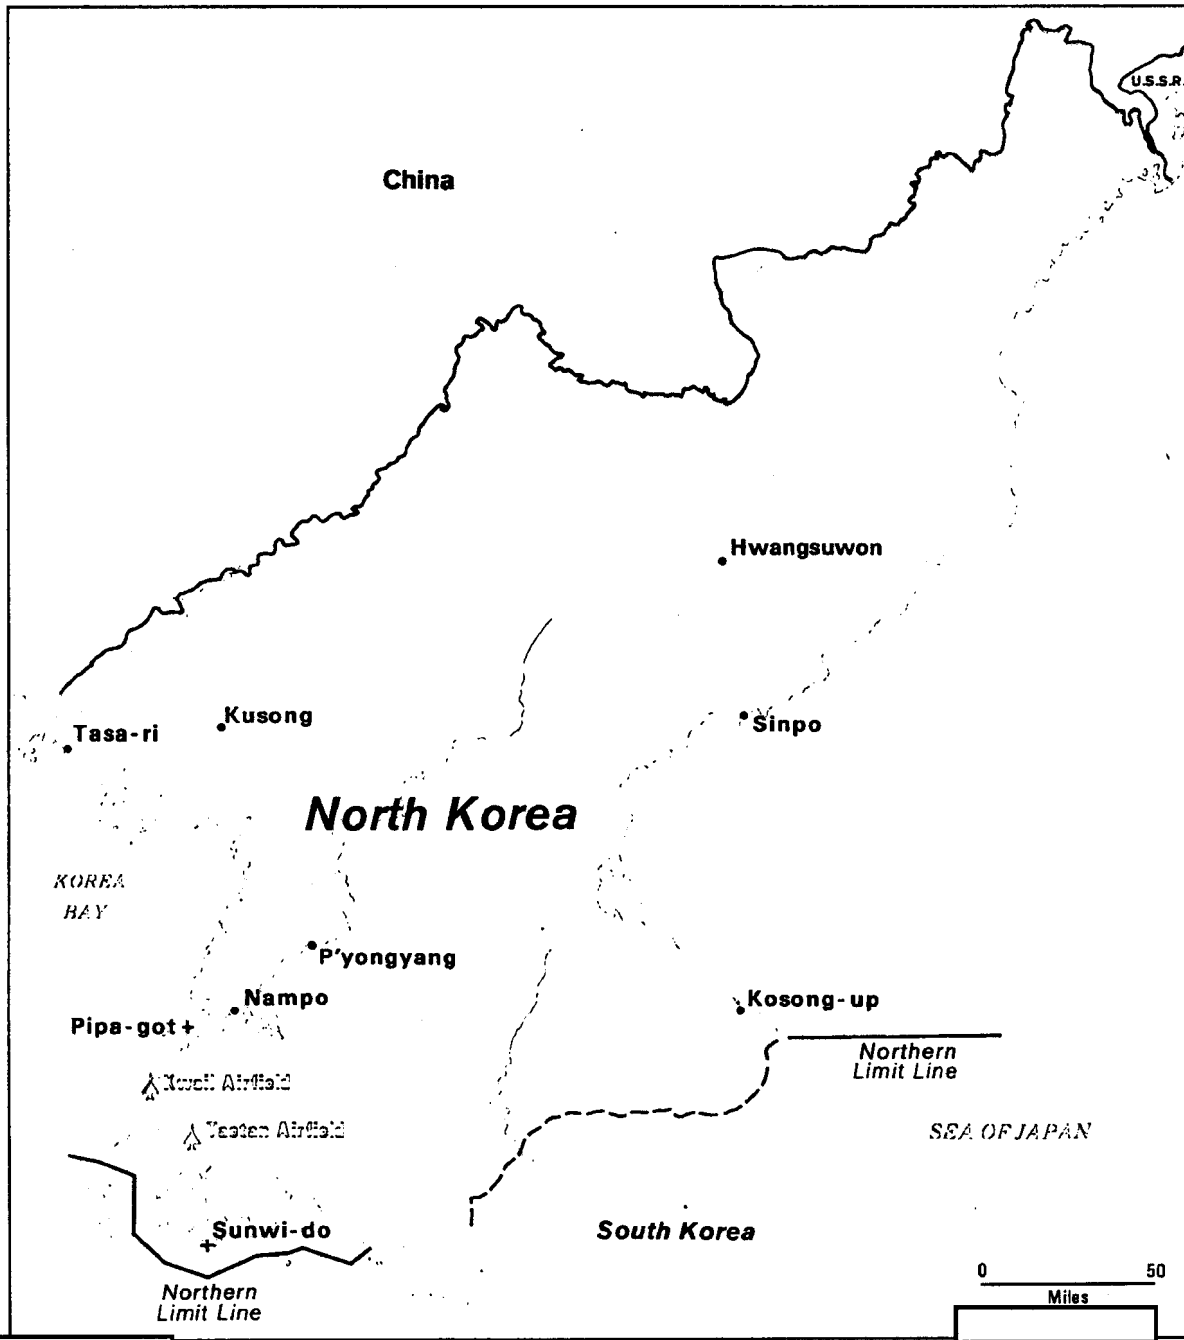 U.S.S.R.
China
Hwangsuwon
Kusong
Tasa-ri
Sinpo
North Korea
KOREA
BAY
P'yongyang
Nampo
Kosong-up
Pipa-got
Northern
Limit Line
Airfield
Airfield
SEA OF JAPAN
Sunwi-do
South Korea
Northern
Limit Line
0 50
Miles